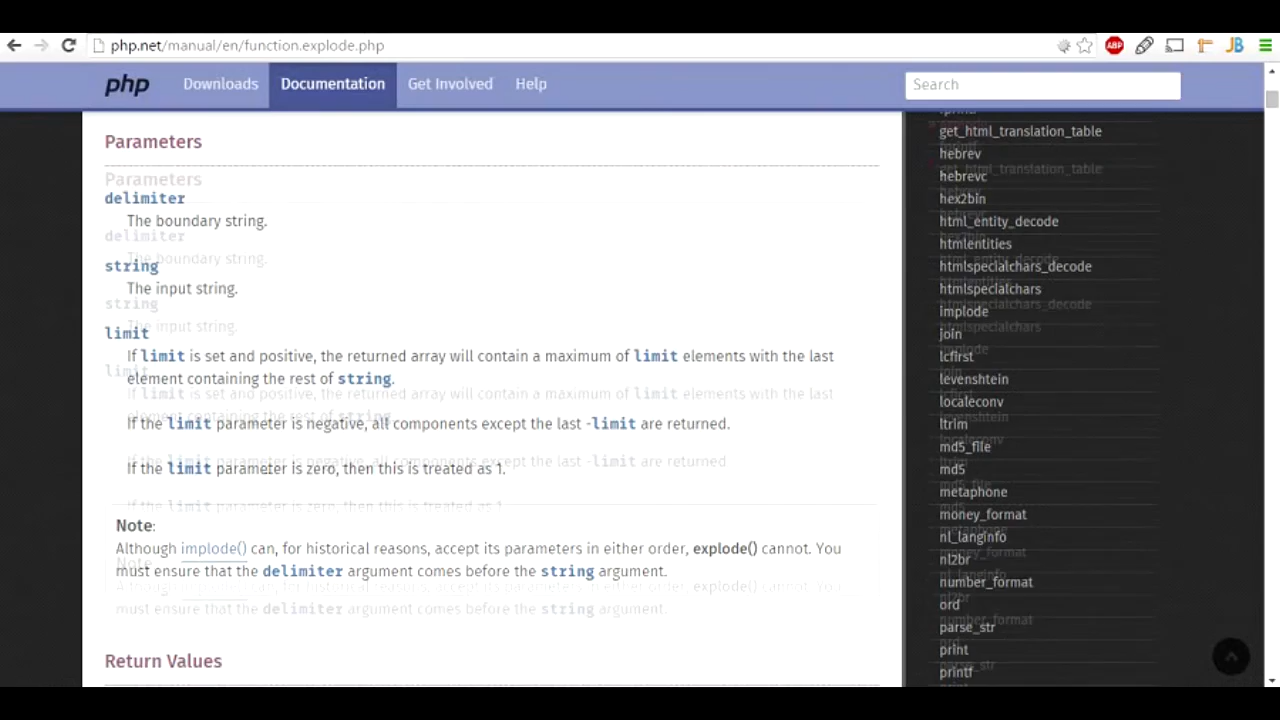 php.net/manual/en/function.explode.php
ABP
JB
php
Downloads
Documentation
Get Involved
Help
Search
Parameters
delimiter
The boundary string.
string
The input string.
limit
If limit is set and positive, the returned array will contain a maximum of limit elements with the last
element containing the rest of string.
If the limit parameter is negative, all components except the last -limit are returned.
If the limit parameter is zero, then this is treated as 1.
Note:
Although implode() can, for historical reasons, accept its parameters in either order, explode() cannot. You
must ensure that the delimiter argument comes before the string argument.
Return Values
get_html_translation_table
hebrev
hebrevc
hex2bin
html_entity_decode
htmlentities
htmlspecialchars_decode
htmlspecialchars
implode
join
lcfirst
levenshtein
localeconv
ltrim
md5_file
md5
metaphone
money_format
nl_langinfo
nl2br
number_format
ord
parse_str
print
printf